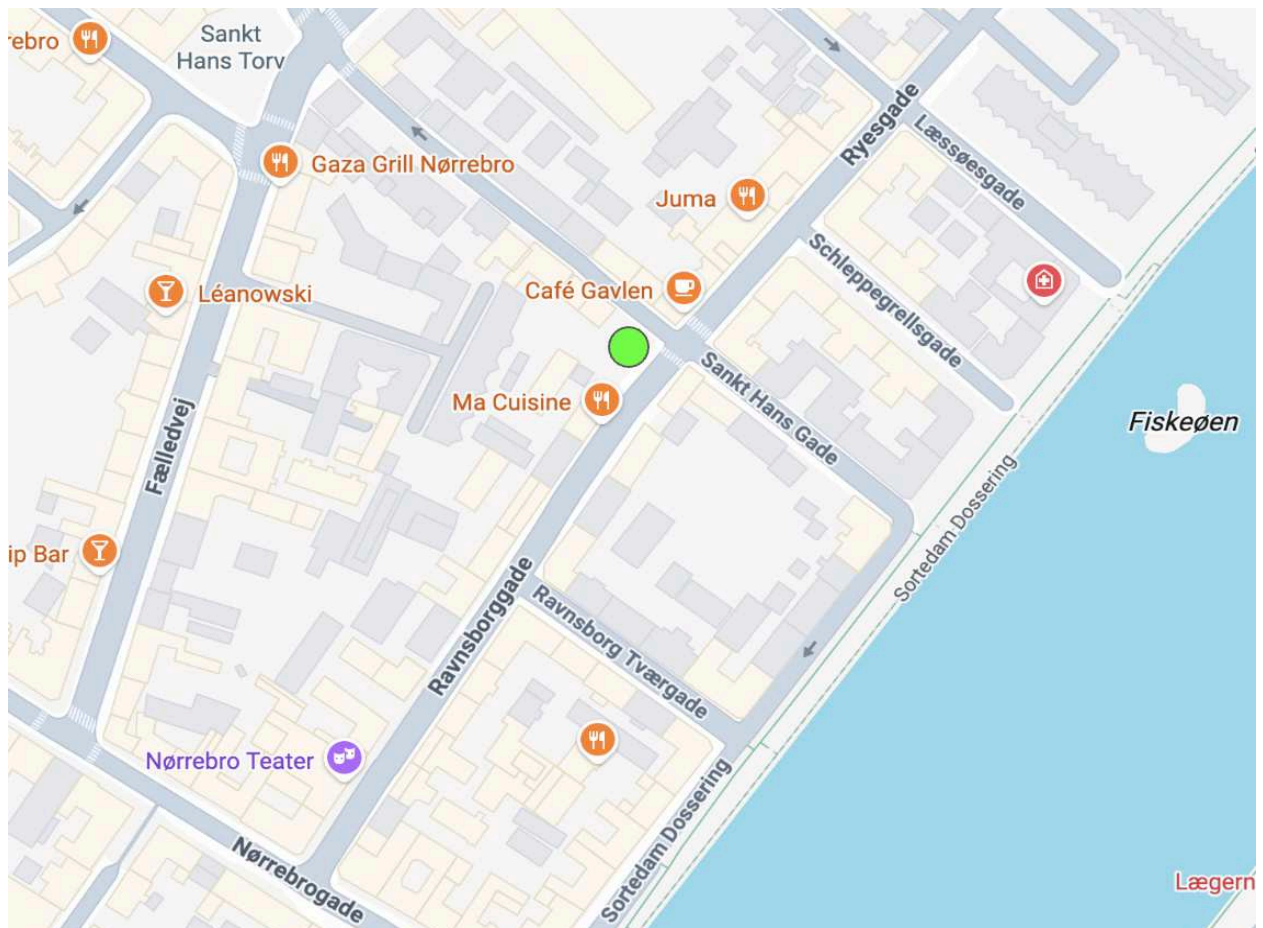 rebro
Sankt
Hans Torv
Gaza Grill Nørrebro
Ryesgade
Læssøesgade
Juma
Schleppegrellsgade
Léanowski
Café Gavlen
Sankt Hans Gade
Ma Cuisine
Fiskeøen
Fælledvej
Sortedam Dossering
ip Bar
Ravnsborggade
Ravnsborg Tværgade
Nørrebro Teater
Sortedam Dossering
Nørrebrogade
Lægern